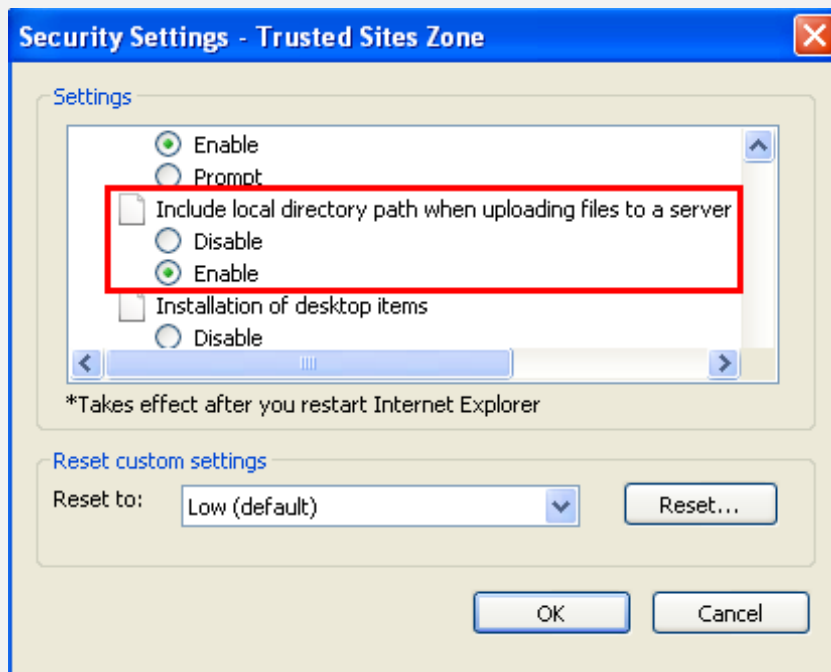 Security Settings - Trusted Sites Zone
Settings
Enable
Prompt
Include local directory path when uploading files to a server
Disable
Enable
Installation of desktop items
Disable
*Takes effect after you restart Internet Explorer
Reset custom settings
Reset to:
Low (default)
Reset...
OK
Cancel